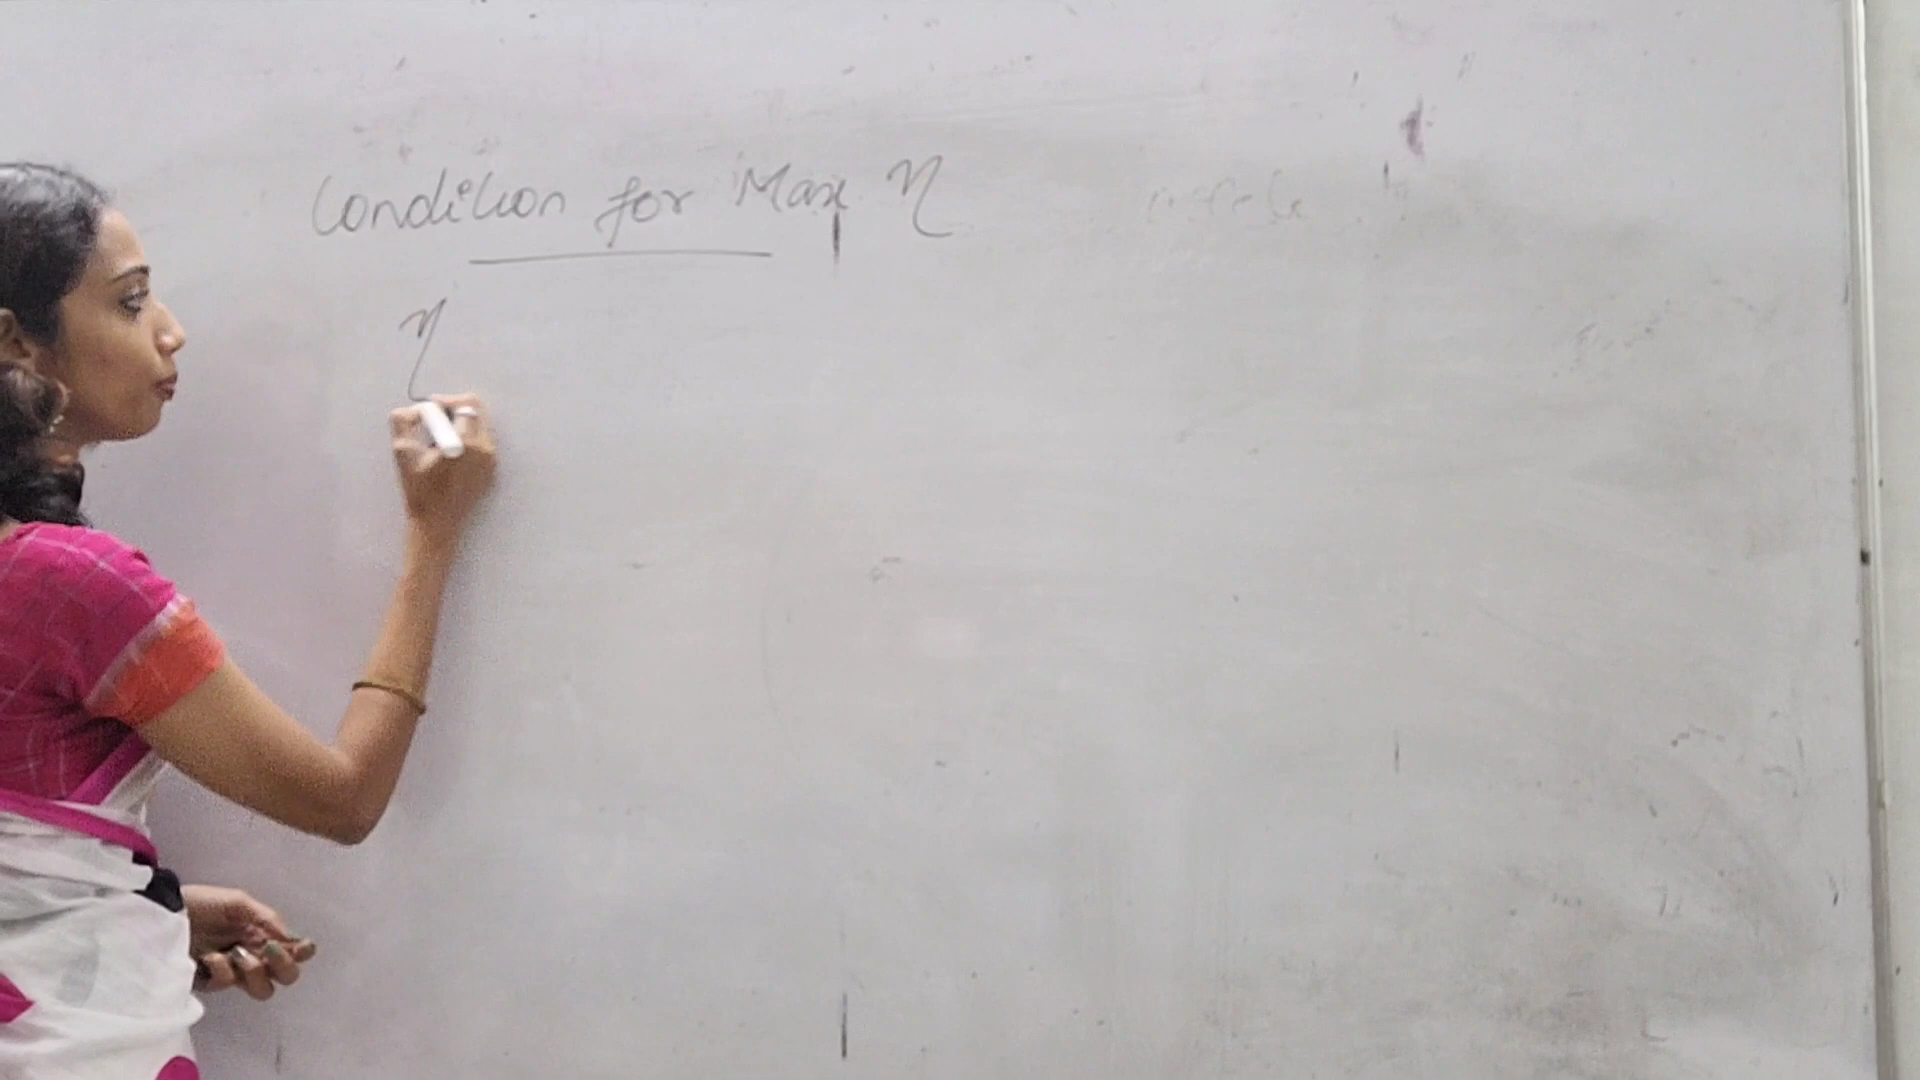 Condition for Max η
η